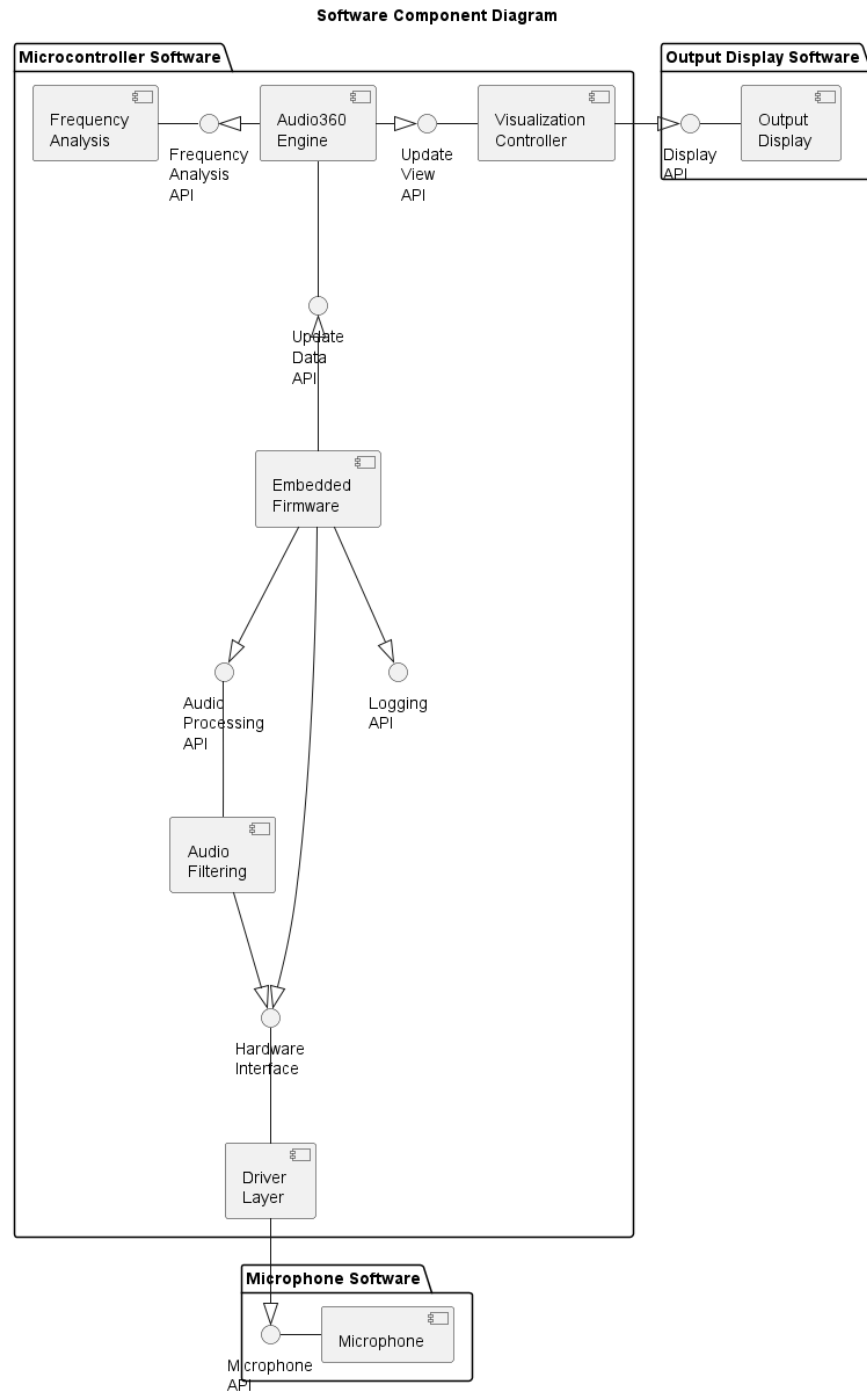 Software Component Diagram
Microcontroller Software
Output Display Software
Frequency
Analysis
Frequency
Analysis
API
Audio360
Engine
Update
View
API
Visualization
Controller
Display
API
Output
Display
Update
Data
API
Embedded
Firmware
Audio
Processing
API
Logging
API
Audio
Filtering
Hardware
Interface
Driver
Layer
Microphone Software
Microphone
API
Microphone